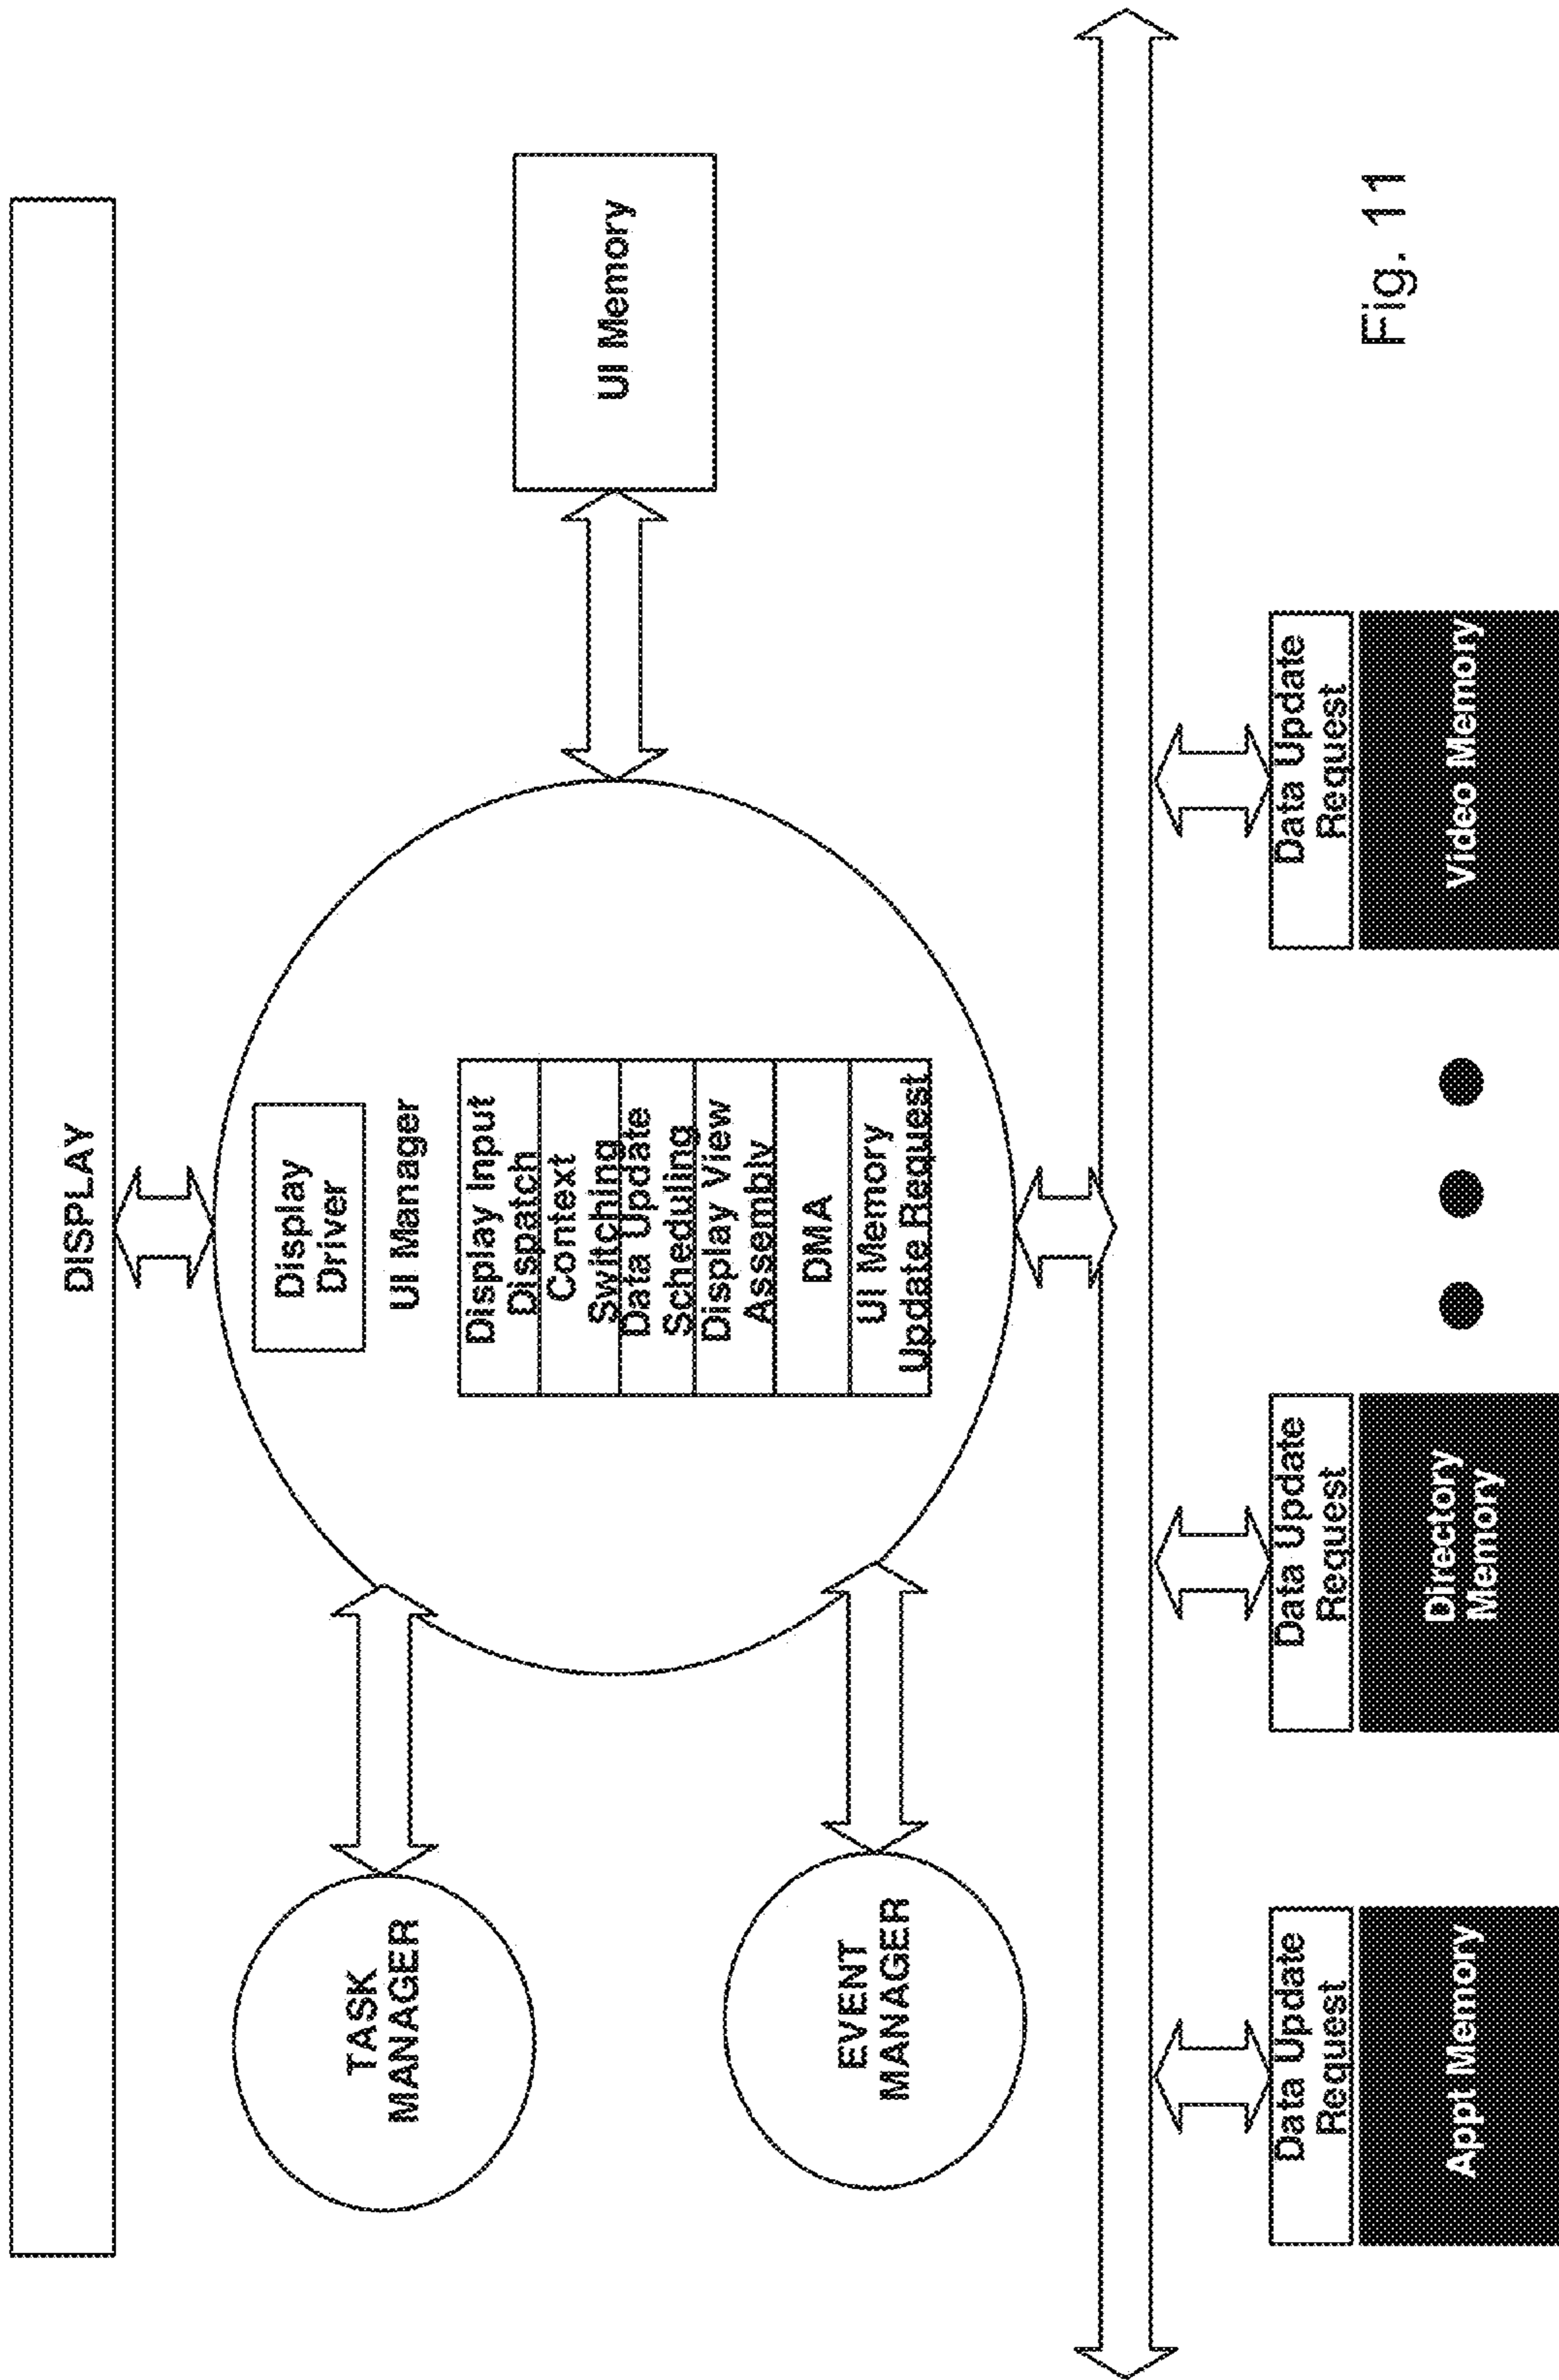 DISPLAY
Display
Driver
UI Manager
TASK
MANAGER
Display Input
Dispatch
Context
Switching
Data Update
Scheduling
Display View
Assembly
DMA
UI Memory
Update Request
UI Memory
EVENT
MANAGER
Data Update
Request
Appt Memory
Data Update
Request
Directory
Memory
Data Update
Request
Video Memory
Fig. 11